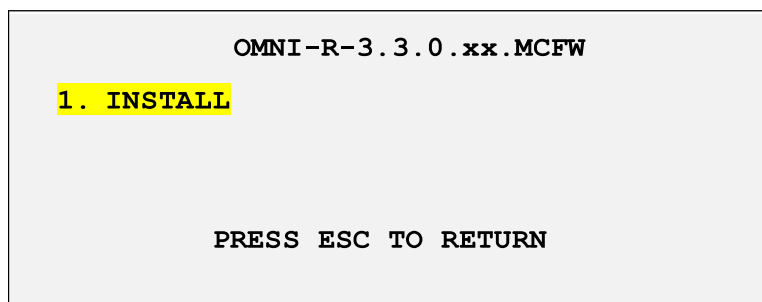 OMNI-R-3.3.0.xx.MCFW
1. INSTALL
PRESS ESC TO RETURN